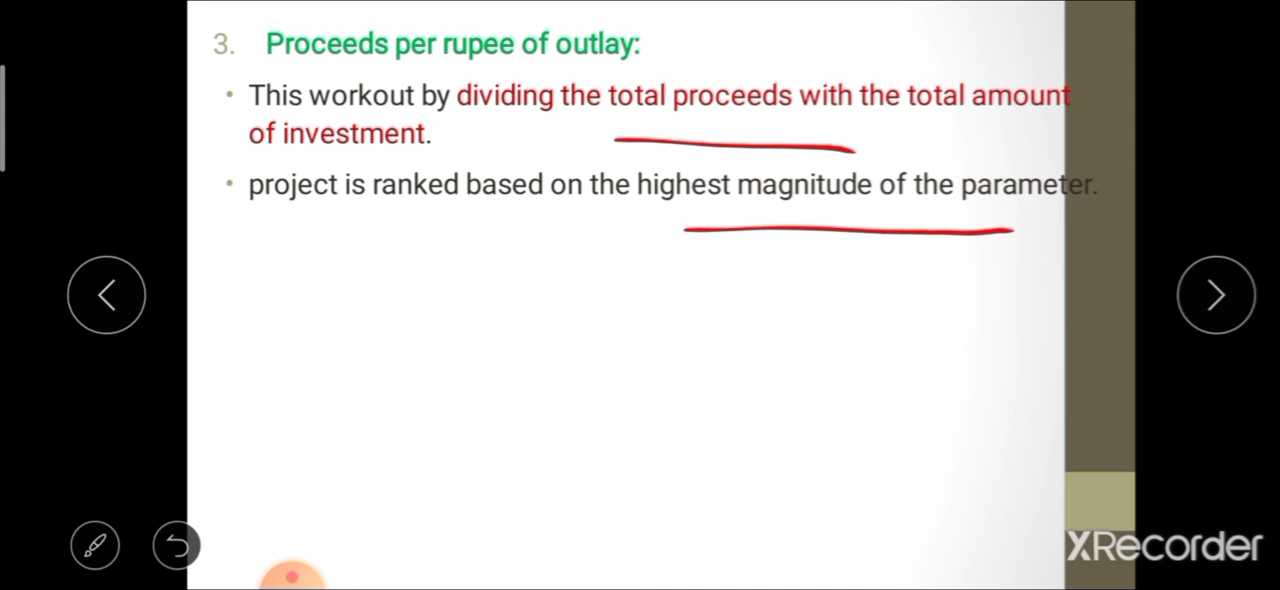 3. Proceeds per rupee of outlay:
• This workout by dividing the total proceeds with the total amount
of investment.
• project is ranked based on the highest magnitude of the parameter.
XRecorder